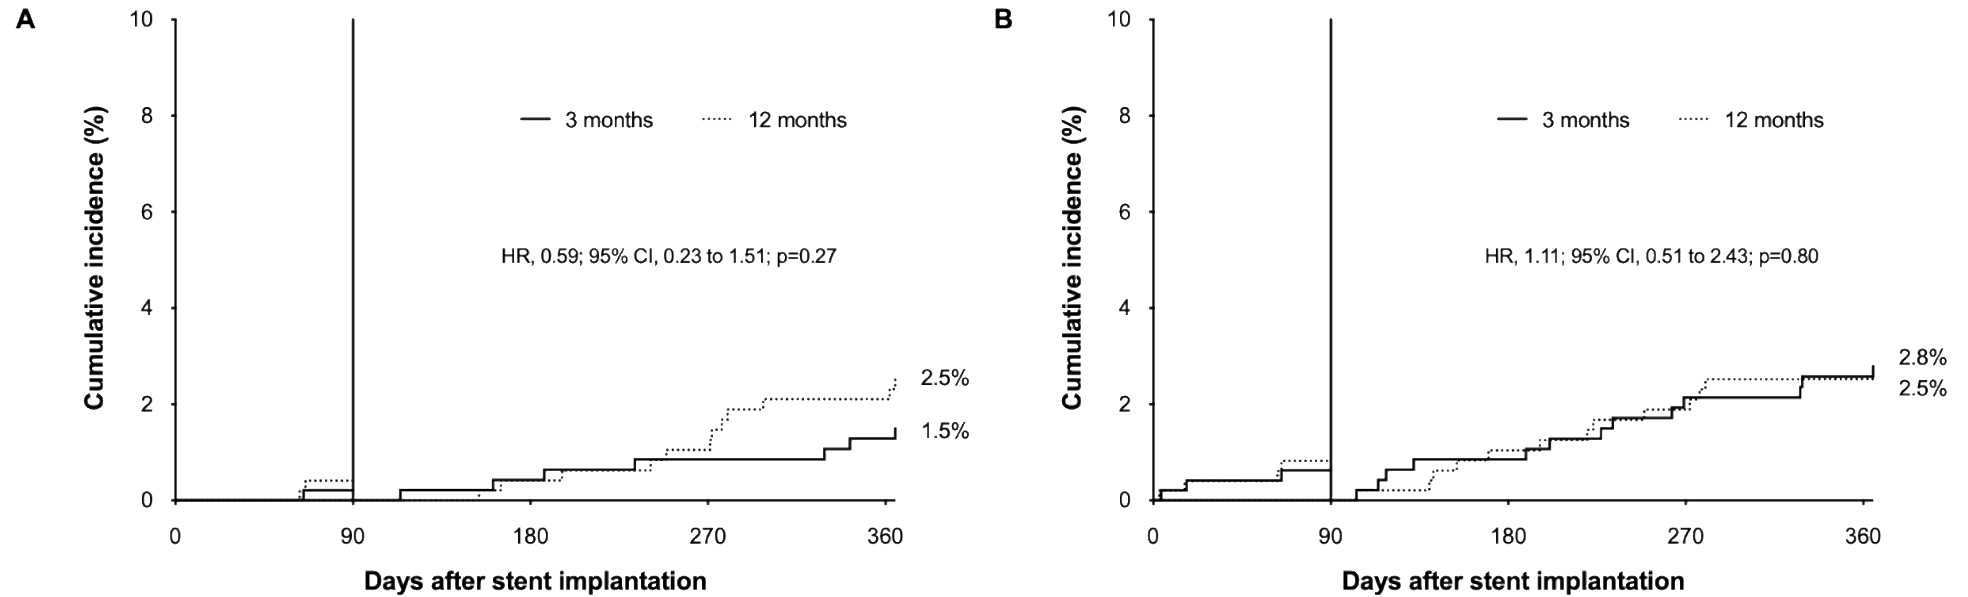 A
10
8
6
4
2
0
Cumulative incidence (%)
3 months
12 months
HR, 0.59; 95% CI, 0.23 to 1.51; p=0.27
2.5%
1.5%
0 90 180 270 360
Days after stent implantation
B
10
8
6
4
2
0
Cumulative incidence (%)
3 months
12 months
HR, 1.11; 95% CI, 0.51 to 2.43; p=0.80
2.8%
2.5%
0 90 180 270 360
Days after stent implantation